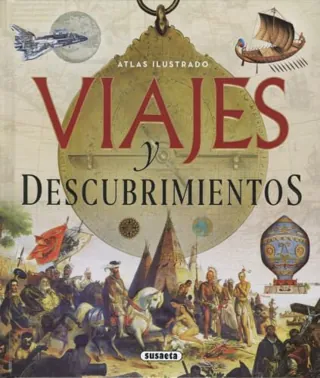 ATLAS ILUSTRADO
VIAJES
y
DESCUBRIMIENTOS
susaeta